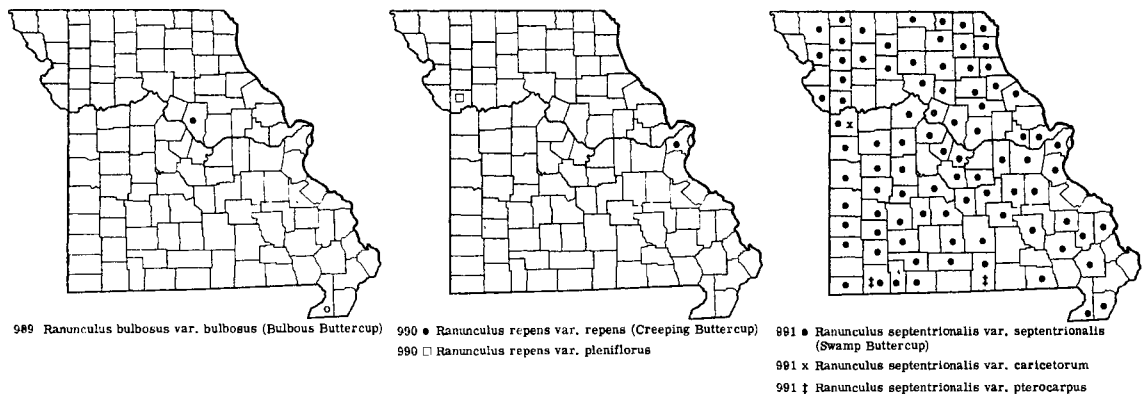 989 Ranunculus bulbosus var. bulbosus (Bulbous Buttercup)
990 ● Ranunculus repens var. repens (Creeping Buttercup)
990 □ Ranunculus repens var. pleniflorus
991 ● Ranunculus septentrionalis var. septentrionalis
(Swamp Buttercup)
991 x Ranunculus septentrionalis var. caricetorum
991 ‡ Ranunculus septentrionalis var. pterocarpus